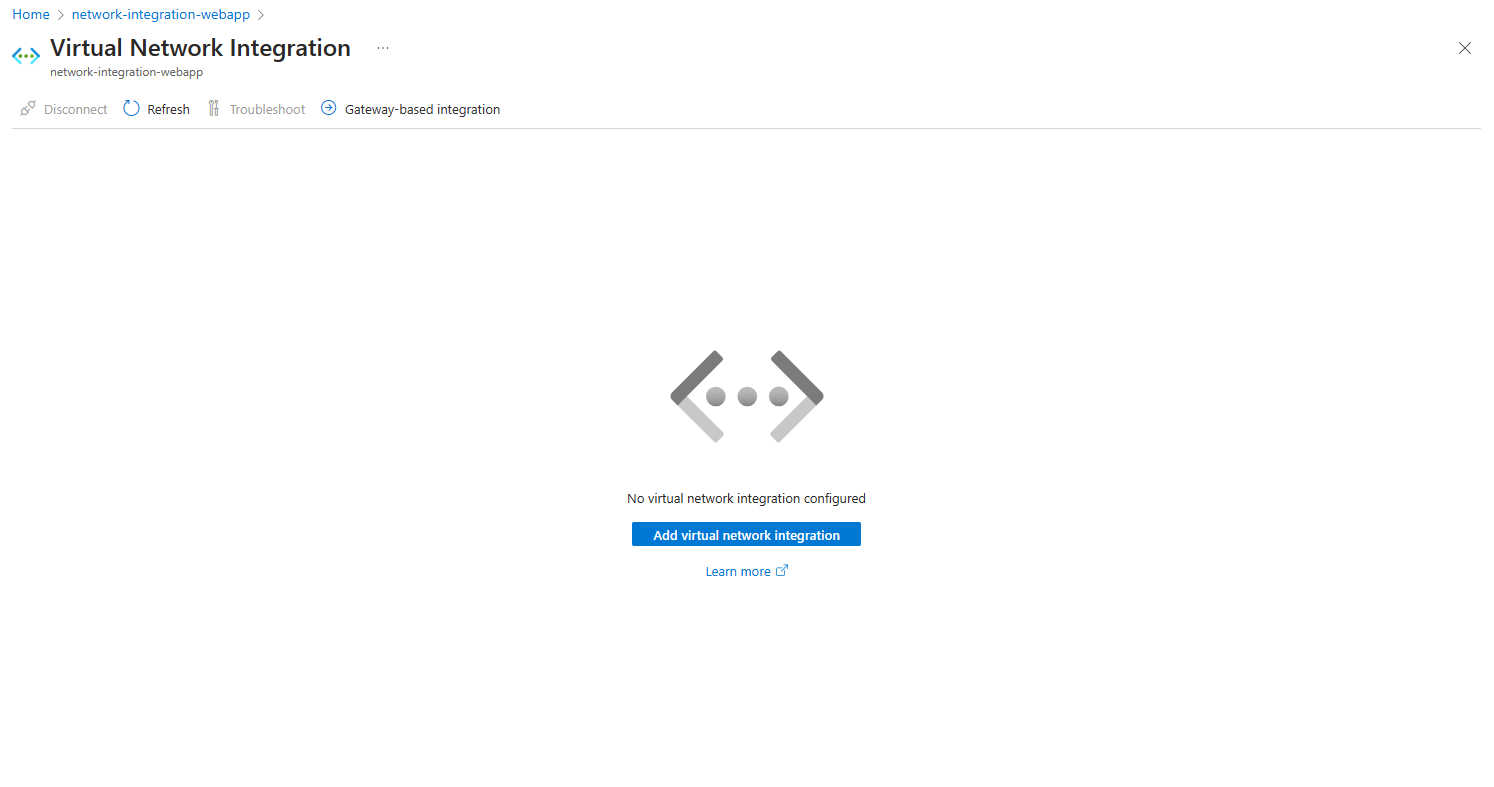 Home > network-integration-webapp >
Virtual Network Integration ...
network-integration-webapp
Disconnect Refresh Troubleshoot Gateway-based integration
No virtual network integration configured
Add virtual network integration
Learn more